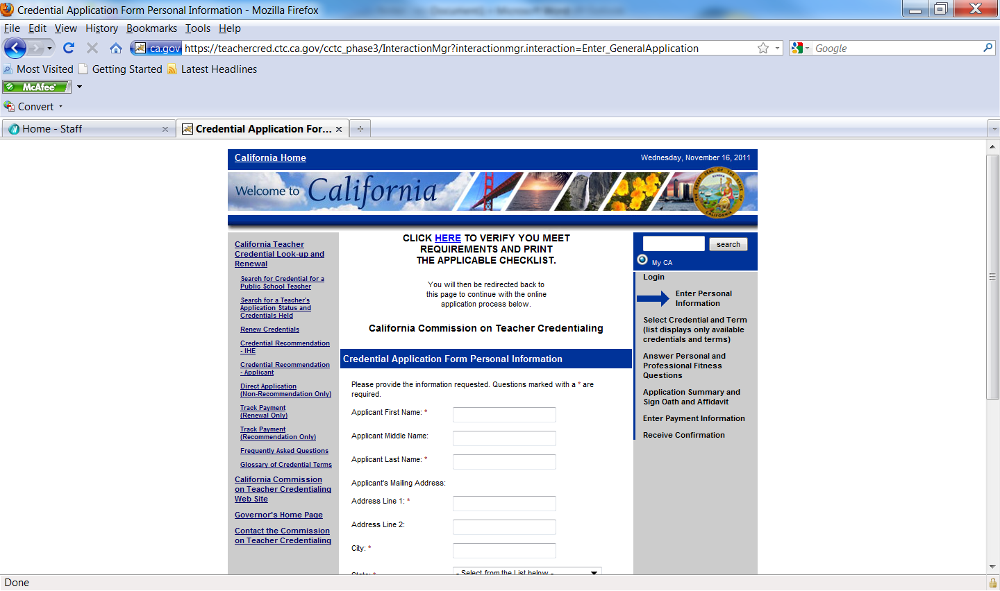 Credential Application Form Personal Information - Mozilla Firefox
File Edit View History Bookmarks Tools Help
ca.gov https://teachercred.ctc.ca.gov/cctc_phase3/InteractionMgr?interactionmgr.interaction=Enter_GeneralApplication
Google
Most Visited Getting Started Latest Headlines
McAfee
Convert
Home - Staff
Credential Application For...
California Home
Wednesday, November 16, 2011
Welcome to California
California Teacher
Credential Look-up and
Renewal
Search for Credential for a
Public School Teacher
Search for a Teacher's
Application Status and
Credentials Held
Renew Credentials
Credential Recommendation
- IHE
Credential Recommendation
- Applicant
Direct Application
(Non-Recommendation Only)
Track Payment
(Renewal Only)
Track Payment
(Recommendation Only)
Frequently Asked Questions
Glossary of Credential Terms
California Commission
on Teacher Credentialing
Web Site
Governor's Home Page
Contact the Commission
on Teacher Credentialing
CLICK HERE TO VERIFY YOU MEET
REQUIREMENTS AND PRINT
THE APPLICABLE CHECKLIST.
You will then be redirected back to
this page to continue with the online
application process below.
California Commission on Teacher Credentialing
Credential Application Form Personal Information
Please provide the information requested. Questions marked with a * are
required.
Applicant First Name: *
Applicant Middle Name:
Applicant Last Name: *
Applicant's Mailing Address:
Address Line 1: *
Address Line 2:
City: *
State: *
- Select from the List below -
search
My CA
Login
Enter Personal
Information
Select Credential and Term
(list displays only available
credentials and terms)
Answer Personal and
Professional Fitness
Questions
Application Summary and
Sign Oath and Affidavit
Enter Payment Information
Receive Confirmation
Done